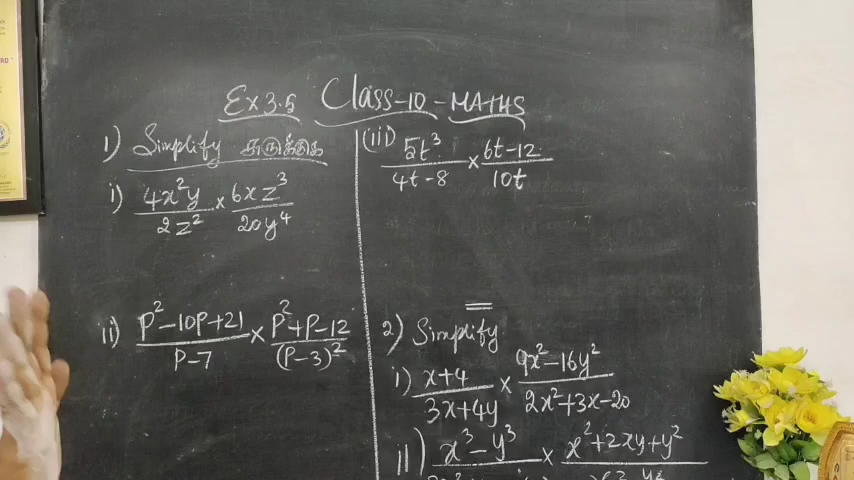 Ex 3.5 Class-10 - MATHS
1) Simplify சுருக்குக
i) 4x²y / 2z² × 6xz³ / 20y⁴
ii) P²-10P+21 / P-7 × P²+P-12 / (P-3)²
(iii) 5t³ / 4t-8 × 6t-12 / 10t
2) Simplify
i) x+4 / 3x+4y × 9x²-16y² / 2x²+3x-20
ii) x³-y³ × x²+2xy+y²